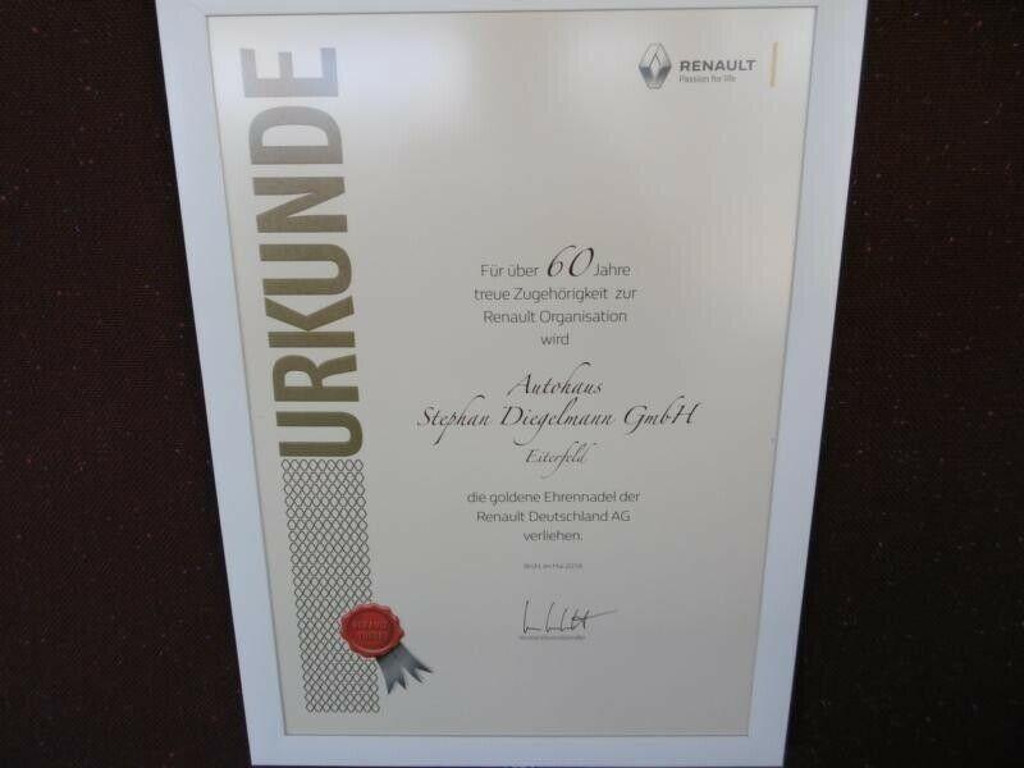 URKUNDE
RENAULT
Passion for life
Für über 60 Jahre
treue Zugehörigkeit zur
Renault Organisation
wird
Autohaus
Stephan Diegelmann GmbH
Eiterfeld
die goldene Ehrennadel der
Renault Deutschland AG
verliehen.